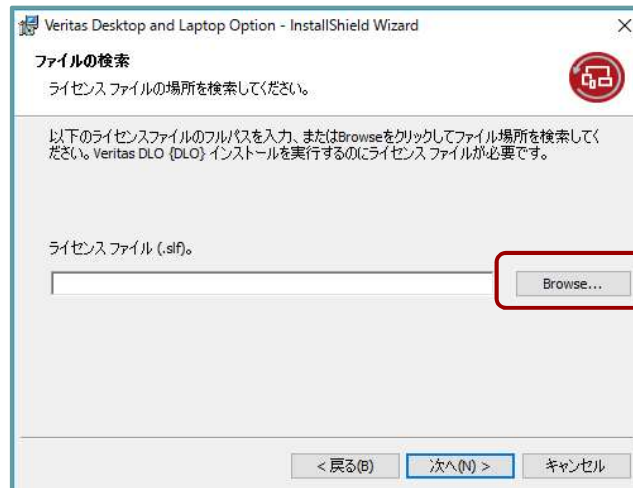 Veritas Desktop and Laptop Option - InstallShield Wizard
ファイルの検索
ライセンス ファイルの場所を検索してください。
以下のライセンスファイルのフルパスを入力、またはBrowseをクリックしてファイル場所を検索してく
ださい。Veritas DLO {DLO} インストールを実行するのにライセンス ファイルが必要です。
ライセンス ファイル (.slf)。
Browse...
< 戻る(B)
次へ(N) >
キャンセル